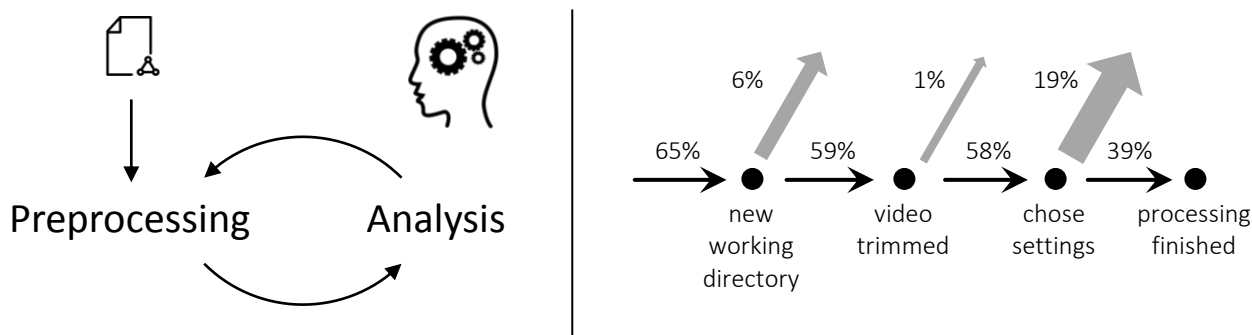 Preprocessing
Analysis
6%
1%
19%
65%
59%
58%
39%
new
working
directory
video
trimmed
chose
settings
processing
finished